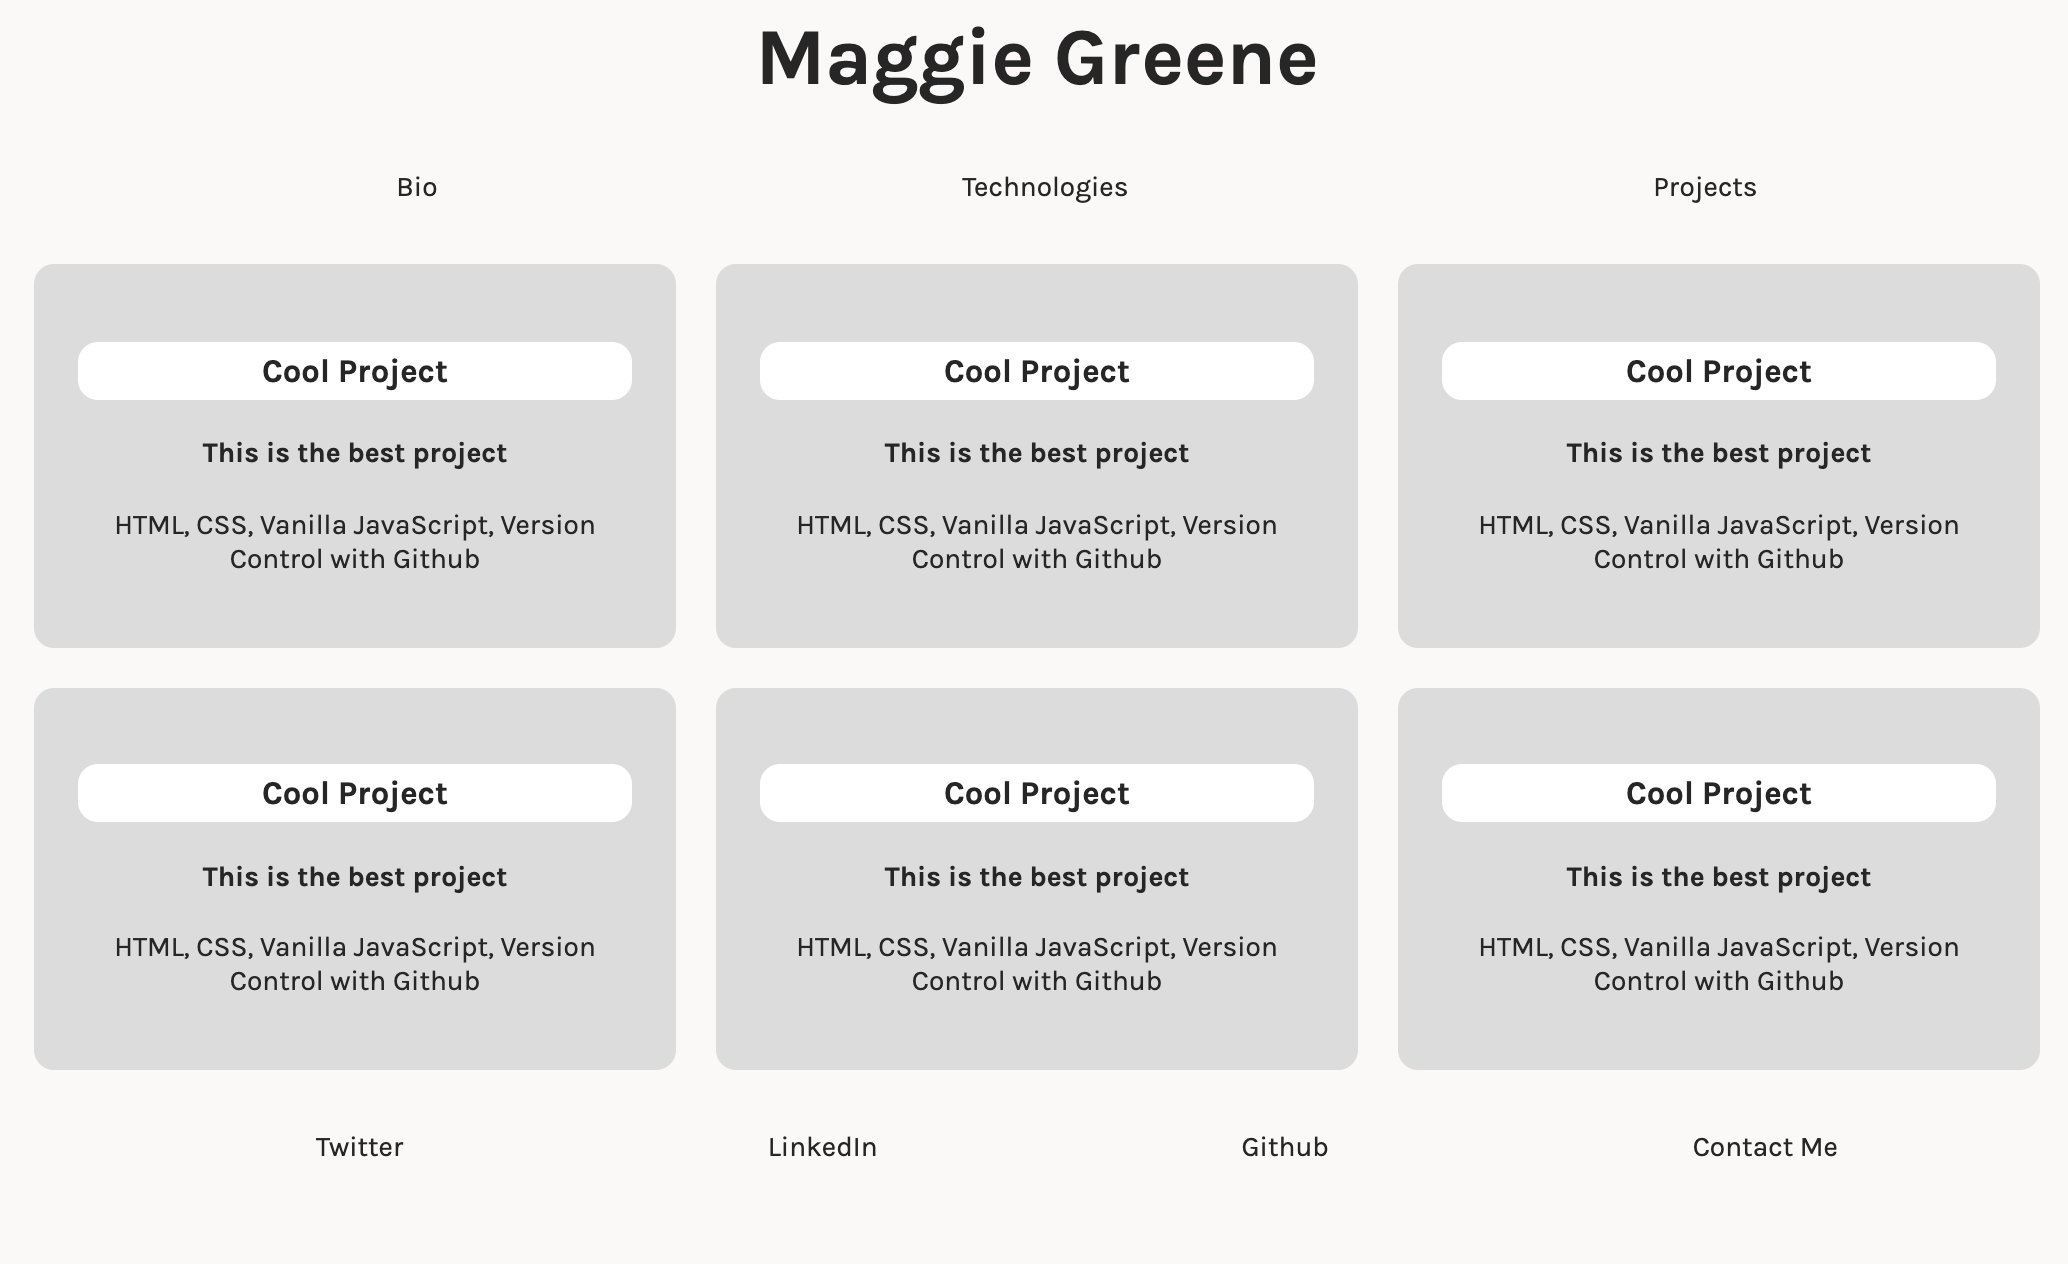 Maggie Greene
Bio
Technologies
Projects
Cool Project
This is the best project
HTML, CSS, Vanilla JavaScript, Version
Control with Github
Cool Project
This is the best project
HTML, CSS, Vanilla JavaScript, Version
Control with Github
Cool Project
This is the best project
HTML, CSS, Vanilla JavaScript, Version
Control with Github
Cool Project
This is the best project
HTML, CSS, Vanilla JavaScript, Version
Control with Github
Cool Project
This is the best project
HTML, CSS, Vanilla JavaScript, Version
Control with Github
Cool Project
This is the best project
HTML, CSS, Vanilla JavaScript, Version
Control with Github
Twitter
LinkedIn
Github
Contact Me